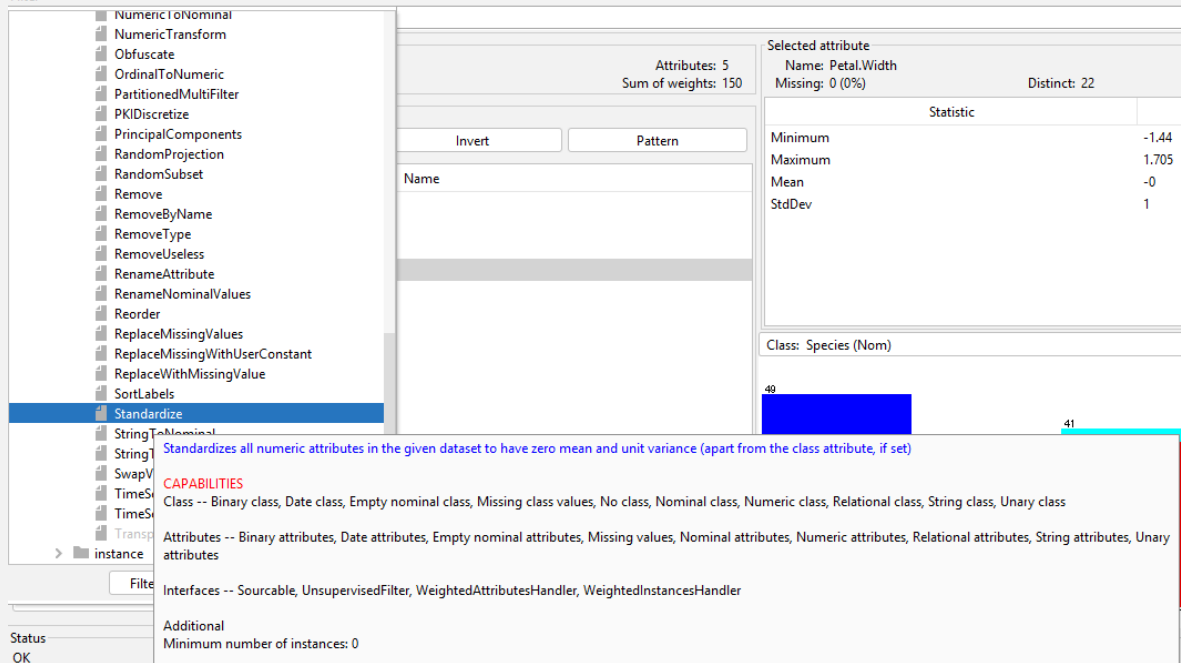 NumericToNominal
NumericTransform
Obfuscate
OrdinalToNumeric
PartitionedMultiFilter
PKIDiscretize
PrincipalComponents
RandomProjection
RandomSubset
Remove
RemoveByName
RemoveType
RemoveUseless
RenameAttribute
RenameNominalValues
Reorder
ReplaceMissingValues
ReplaceMissingWithUserConstant
ReplaceWithMissingValue
SortLabels
Standardize
StringToNominal
StringT
SwapV
TimeSe
TimeSe
Transp
instance
Filte
Status
OK
Attributes: 5
Sum of weights: 150
Invert
Pattern
Name
Selected attribute
Name: Petal.Width
Missing: 0 (0%)
Distinct: 22
Statistic
Minimum -1.44
Maximum 1.705
Mean -0
StdDev 1
Class: Species (Nom)
49
41
Standardizes all numeric attributes in the given dataset to have zero mean and unit variance (apart from the class attribute, if set)
CAPABILITIES
Class -- Binary class, Date class, Empty nominal class, Missing class values, No class, Nominal class, Numeric class, Relational class, String class, Unary class
Attributes -- Binary attributes, Date attributes, Empty nominal attributes, Missing values, Nominal attributes, Numeric attributes, Relational attributes, String attributes, Unary
attributes
Interfaces -- Sourcable, UnsupervisedFilter, WeightedAttributesHandler, WeightedInstancesHandler
Additional
Minimum number of instances: 0